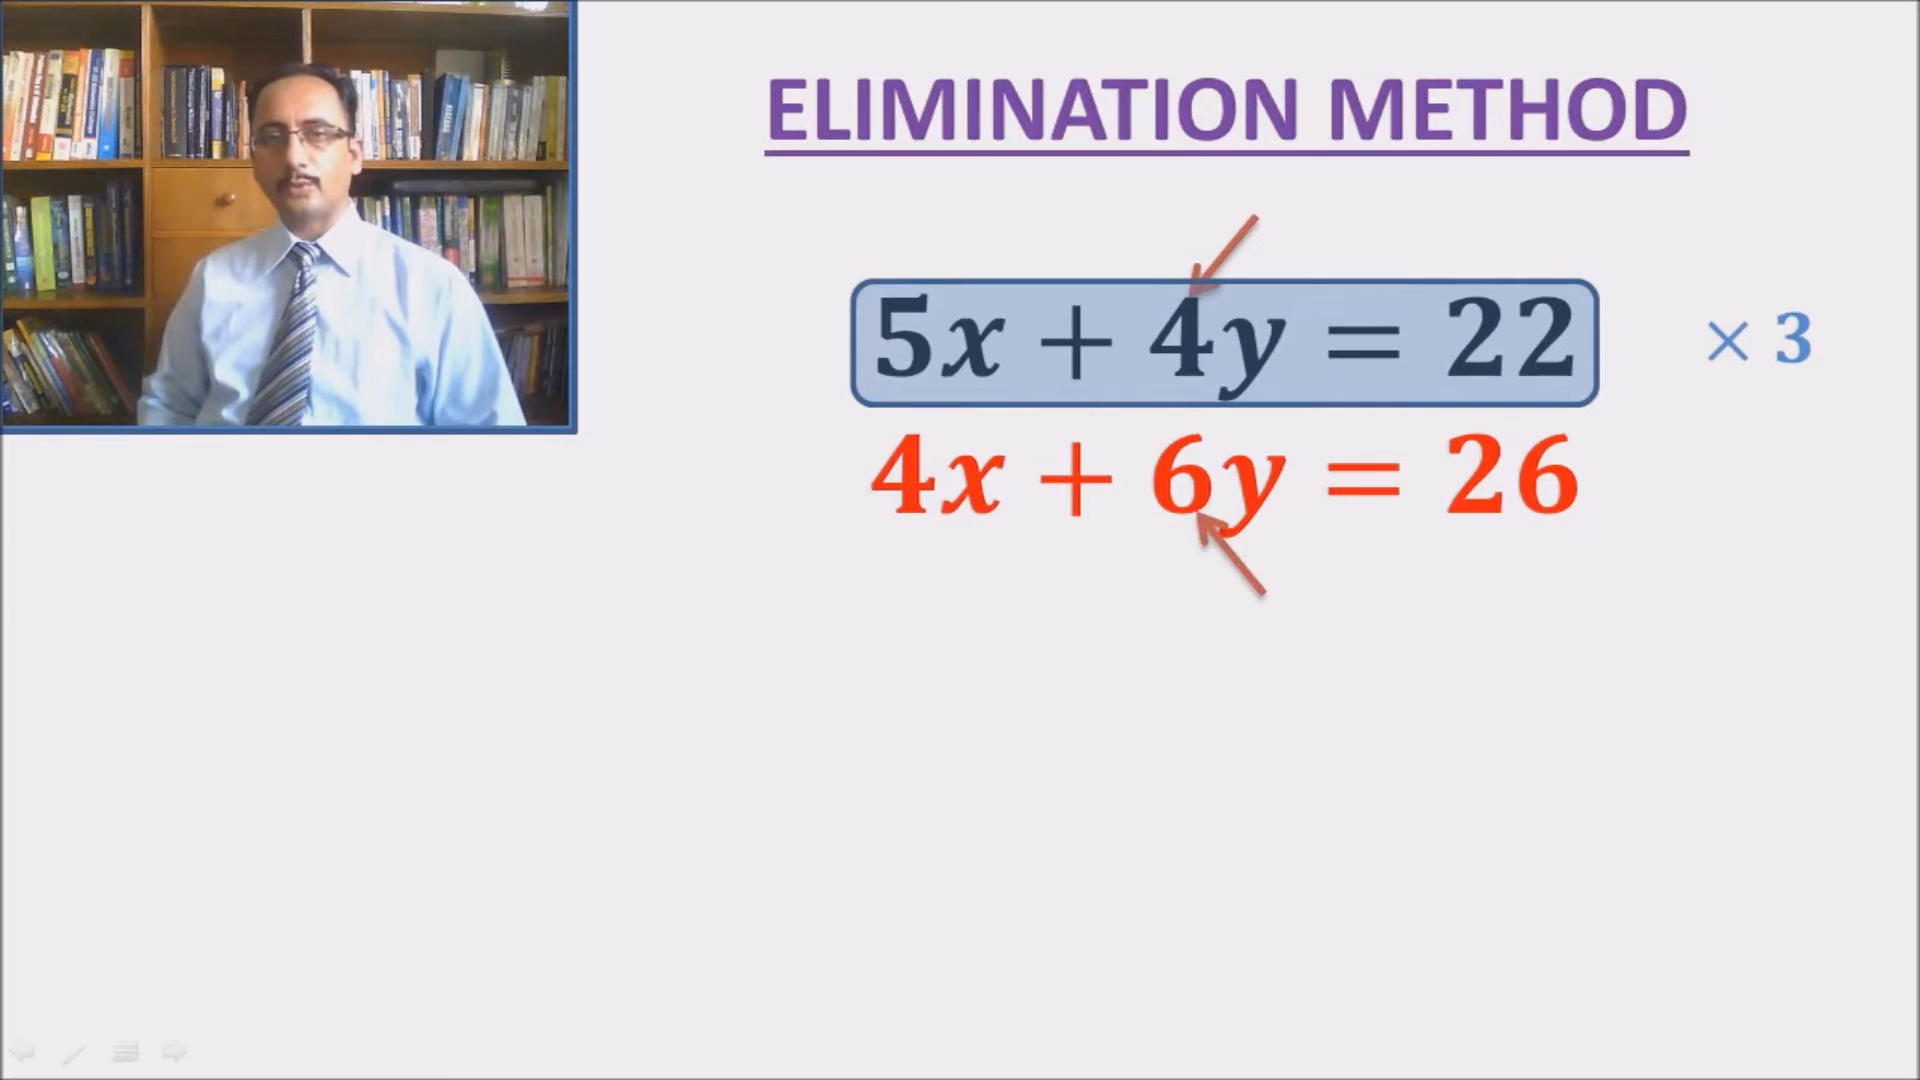 ELIMINATION METHOD
5x + 4y = 22 × 3
4x + 6y = 26